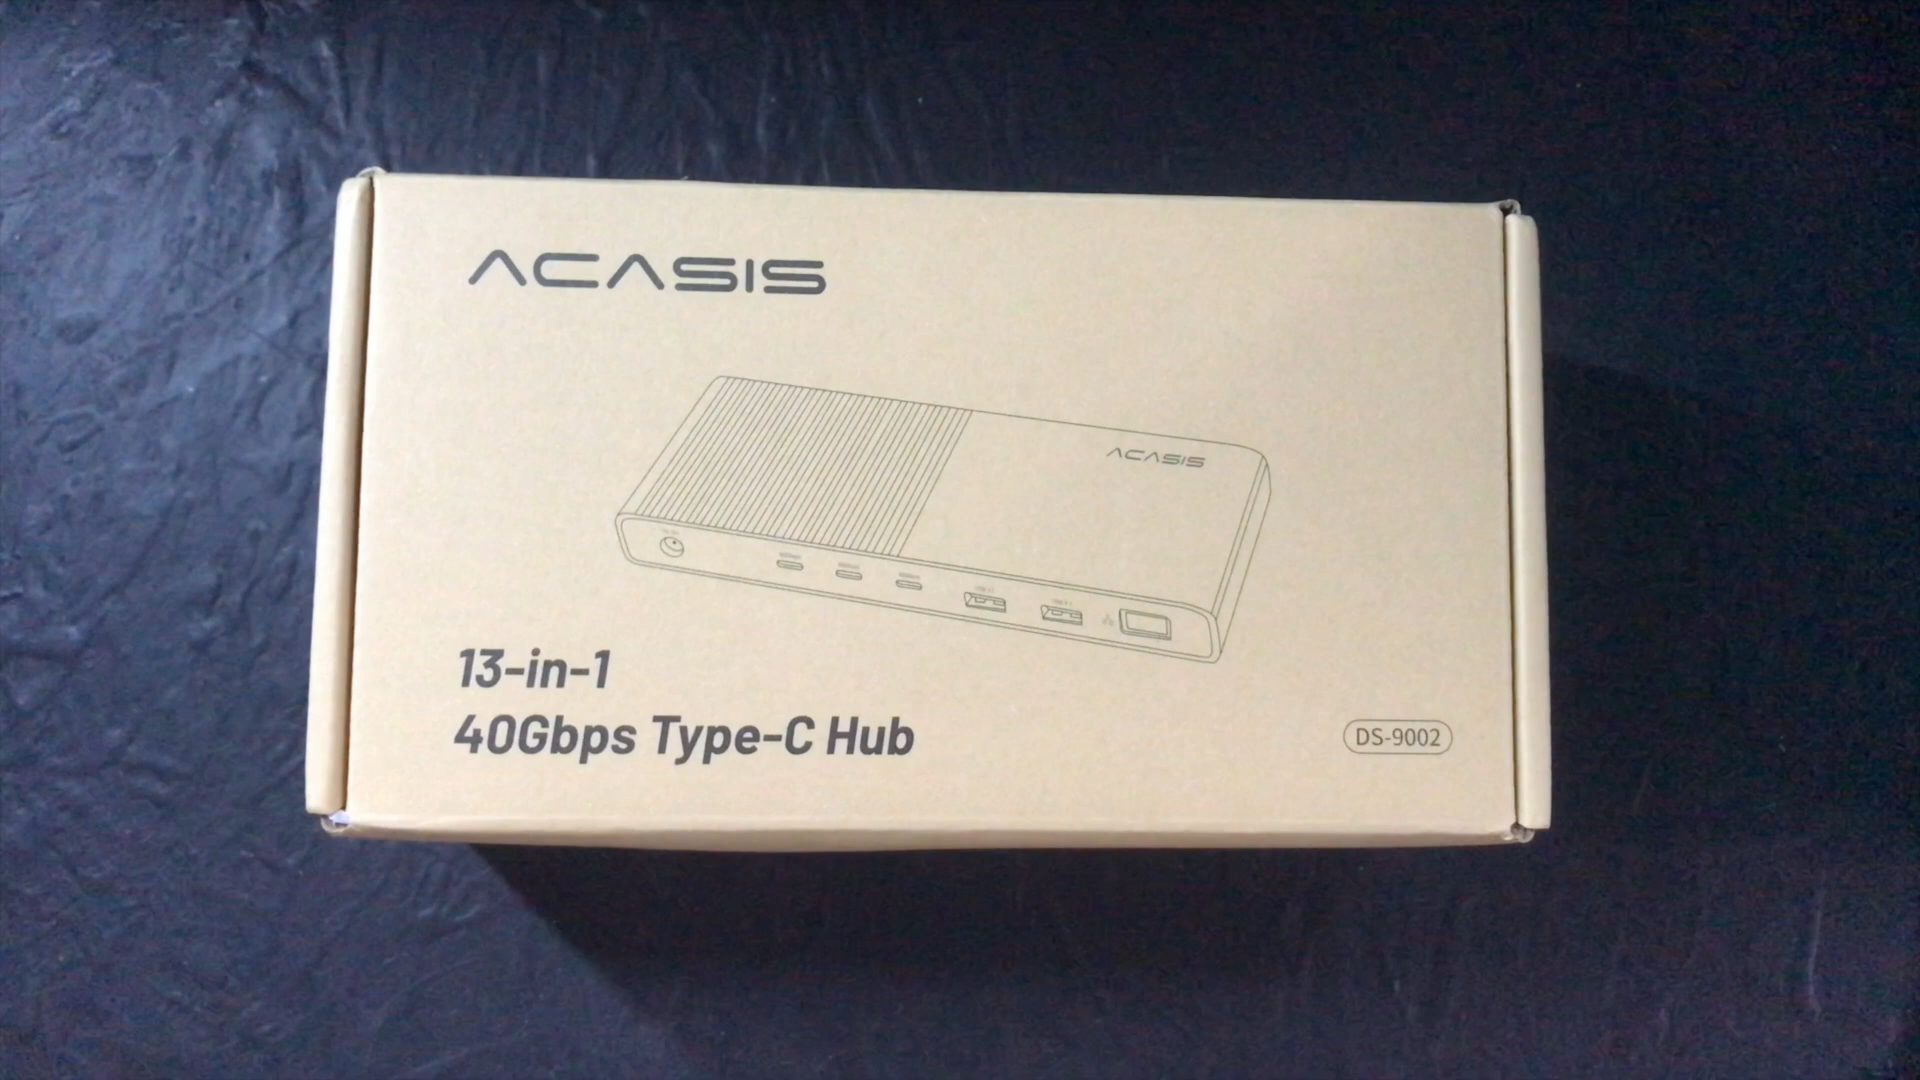 ACASIS
ACASIS
13-in-1
40Gbps Type-C Hub
DS-9002